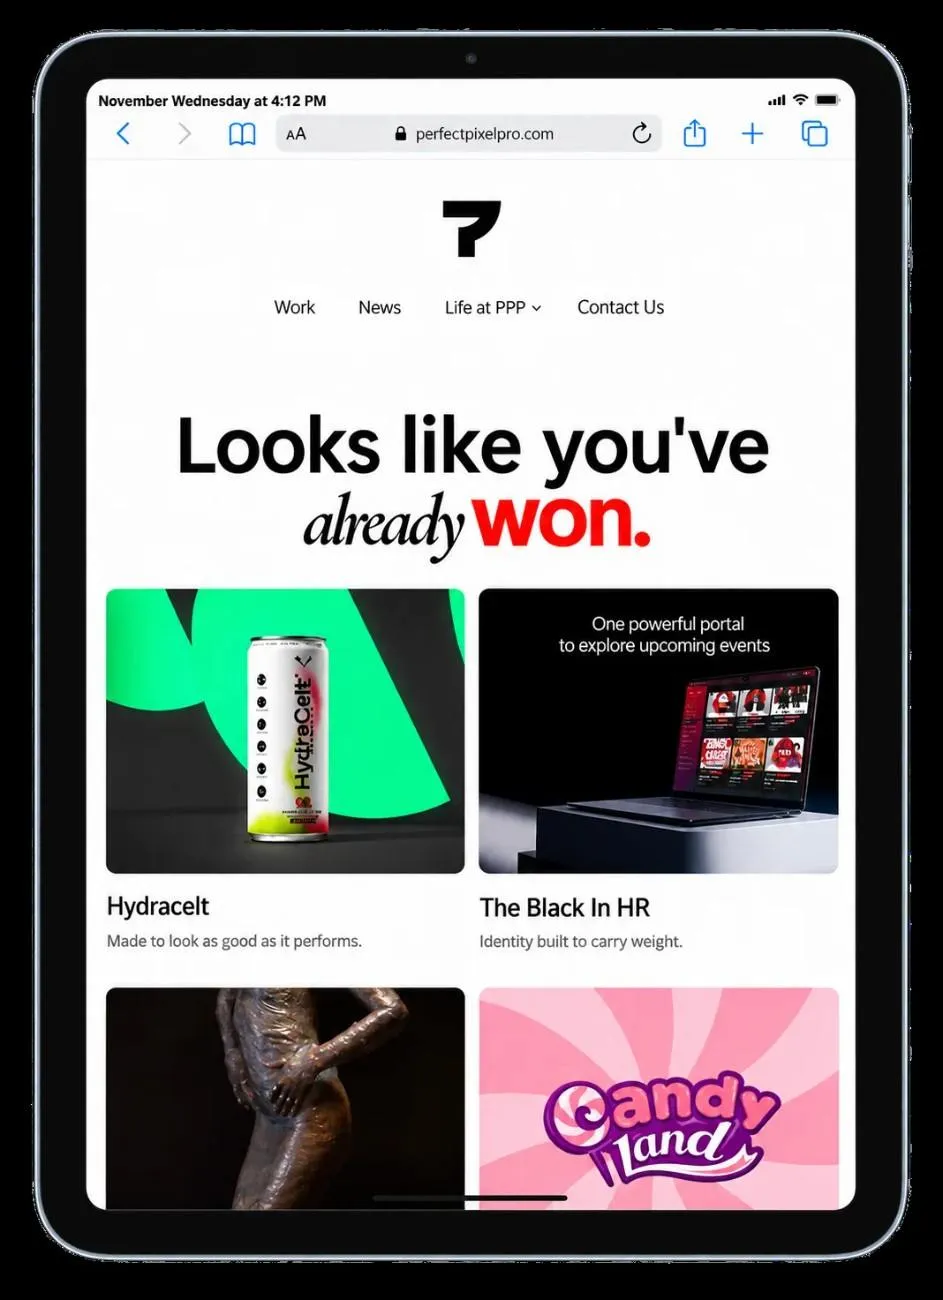 November Wednesday at 4:12 PM
AA
perfectpixelpro.com
Work
News
Life at PPP
Contact Us
Looks like you've
already won.
HydraCelt
One powerful portal
to explore upcoming events
Hydracelt
Made to look as good as it performs.
The Black In HR
Identity built to carry weight.
Candy
Land